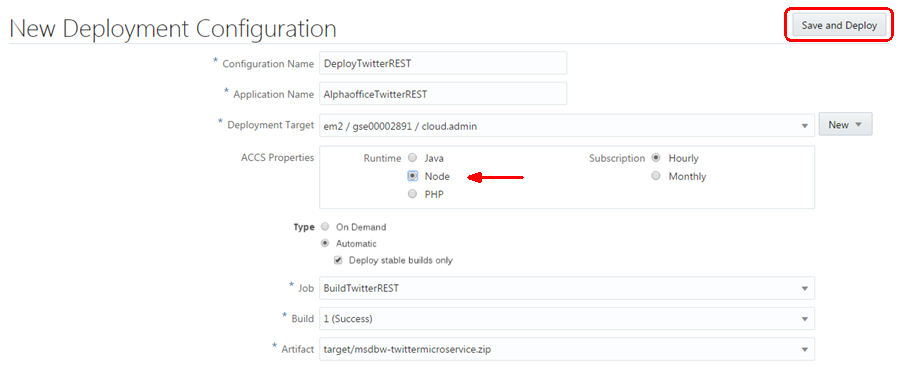 New Deployment Configuration
Save and Deploy
* Configuration Name DeployTwitterREST
* Application Name AlphaofficeTwitterREST
* Deployment Target em2 / gse00002891 / cloud.admin New
ACCS Properties Runtime Java Subscription Hourly
Node Monthly
PHP
Type On Demand
Automatic
Deploy stable builds only
* Job BuildTwitterREST
* Build 1 (Success)
* Artifact target/msdbw-twittermicroservice.zip